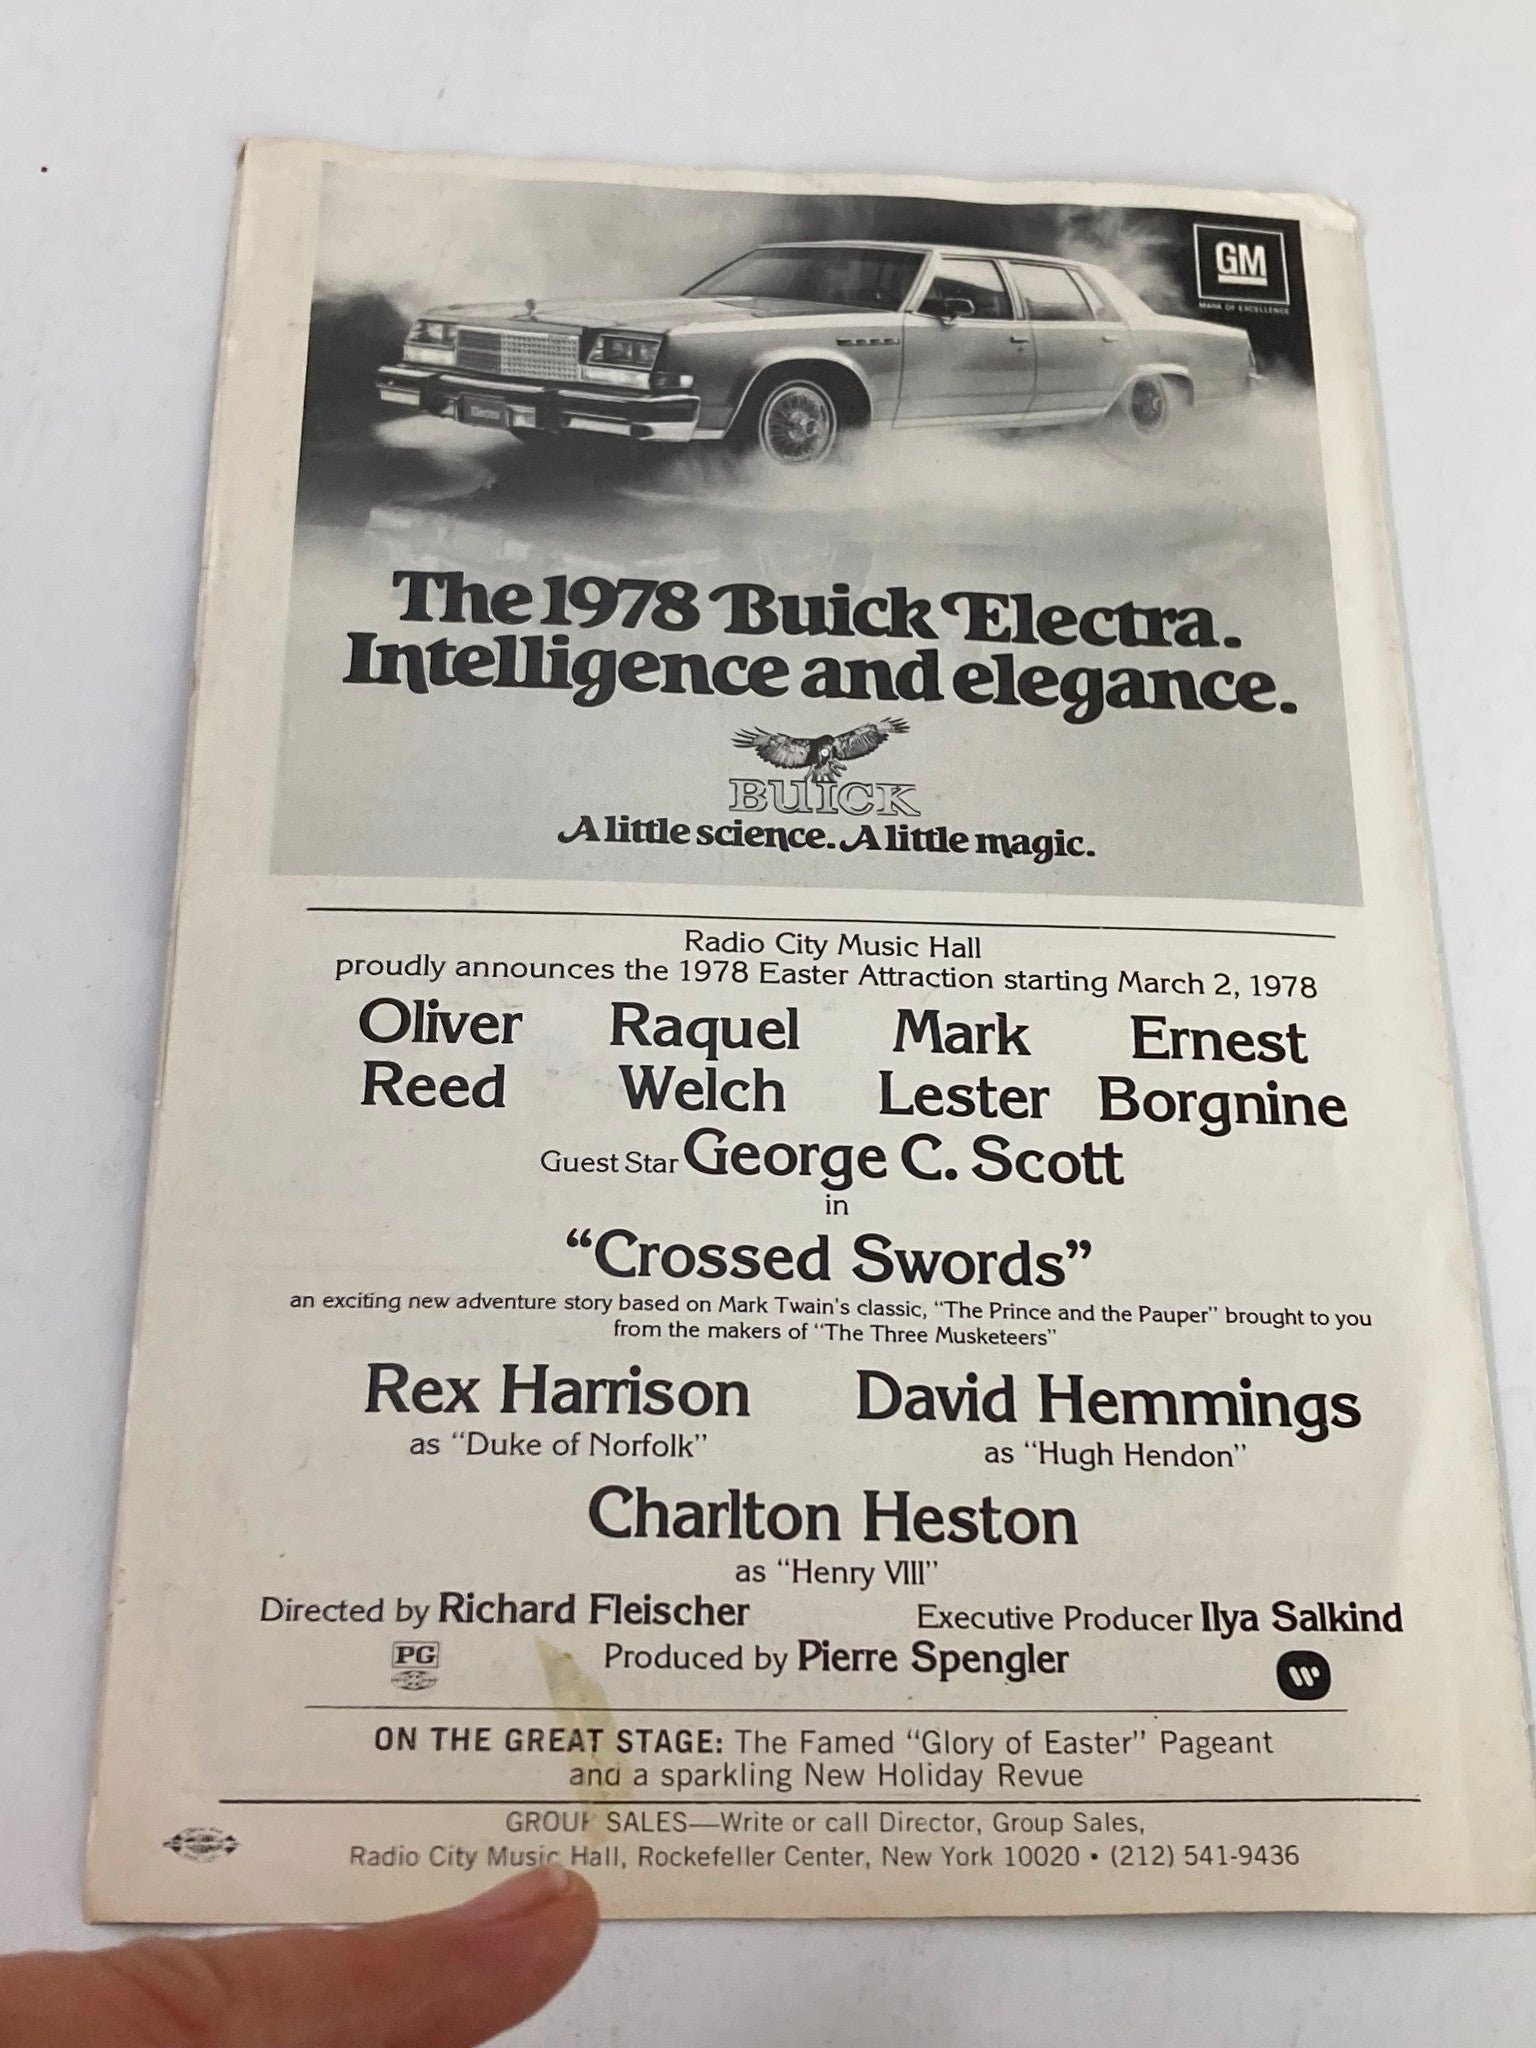 GM
MARK OF EXCELLENCE
Electra
The 1978 Buick Electra.
Intelligence and elegance.
BUICK
A little science. A little magic.
Radio City Music Hall
proudly announces the 1978 Easter Attraction starting March 2, 1978
Oliver Raquel Mark Ernest
Reed Welch Lester Borgnine
Guest Star George C. Scott
in
“Crossed Swords”
an exciting new adventure story based on Mark Twain's classic, “The Prince and the Pauper” brought to you
from the makers of “The Three Musketeers”
Rex Harrison David Hemmings
as “Duke of Norfolk” as “Hugh Hendon”
Charlton Heston
as “Henry VIII”
Directed by Richard Fleischer Executive Producer Ilya Salkind
PG Produced by Pierre Spengler
ON THE GREAT STAGE: The Famed “Glory of Easter” Pageant
and a sparkling New Holiday Revue
GROUP SALES—Write or call Director, Group Sales,
Radio City Music Hall, Rockefeller Center, New York 10020 • (212) 541-9436